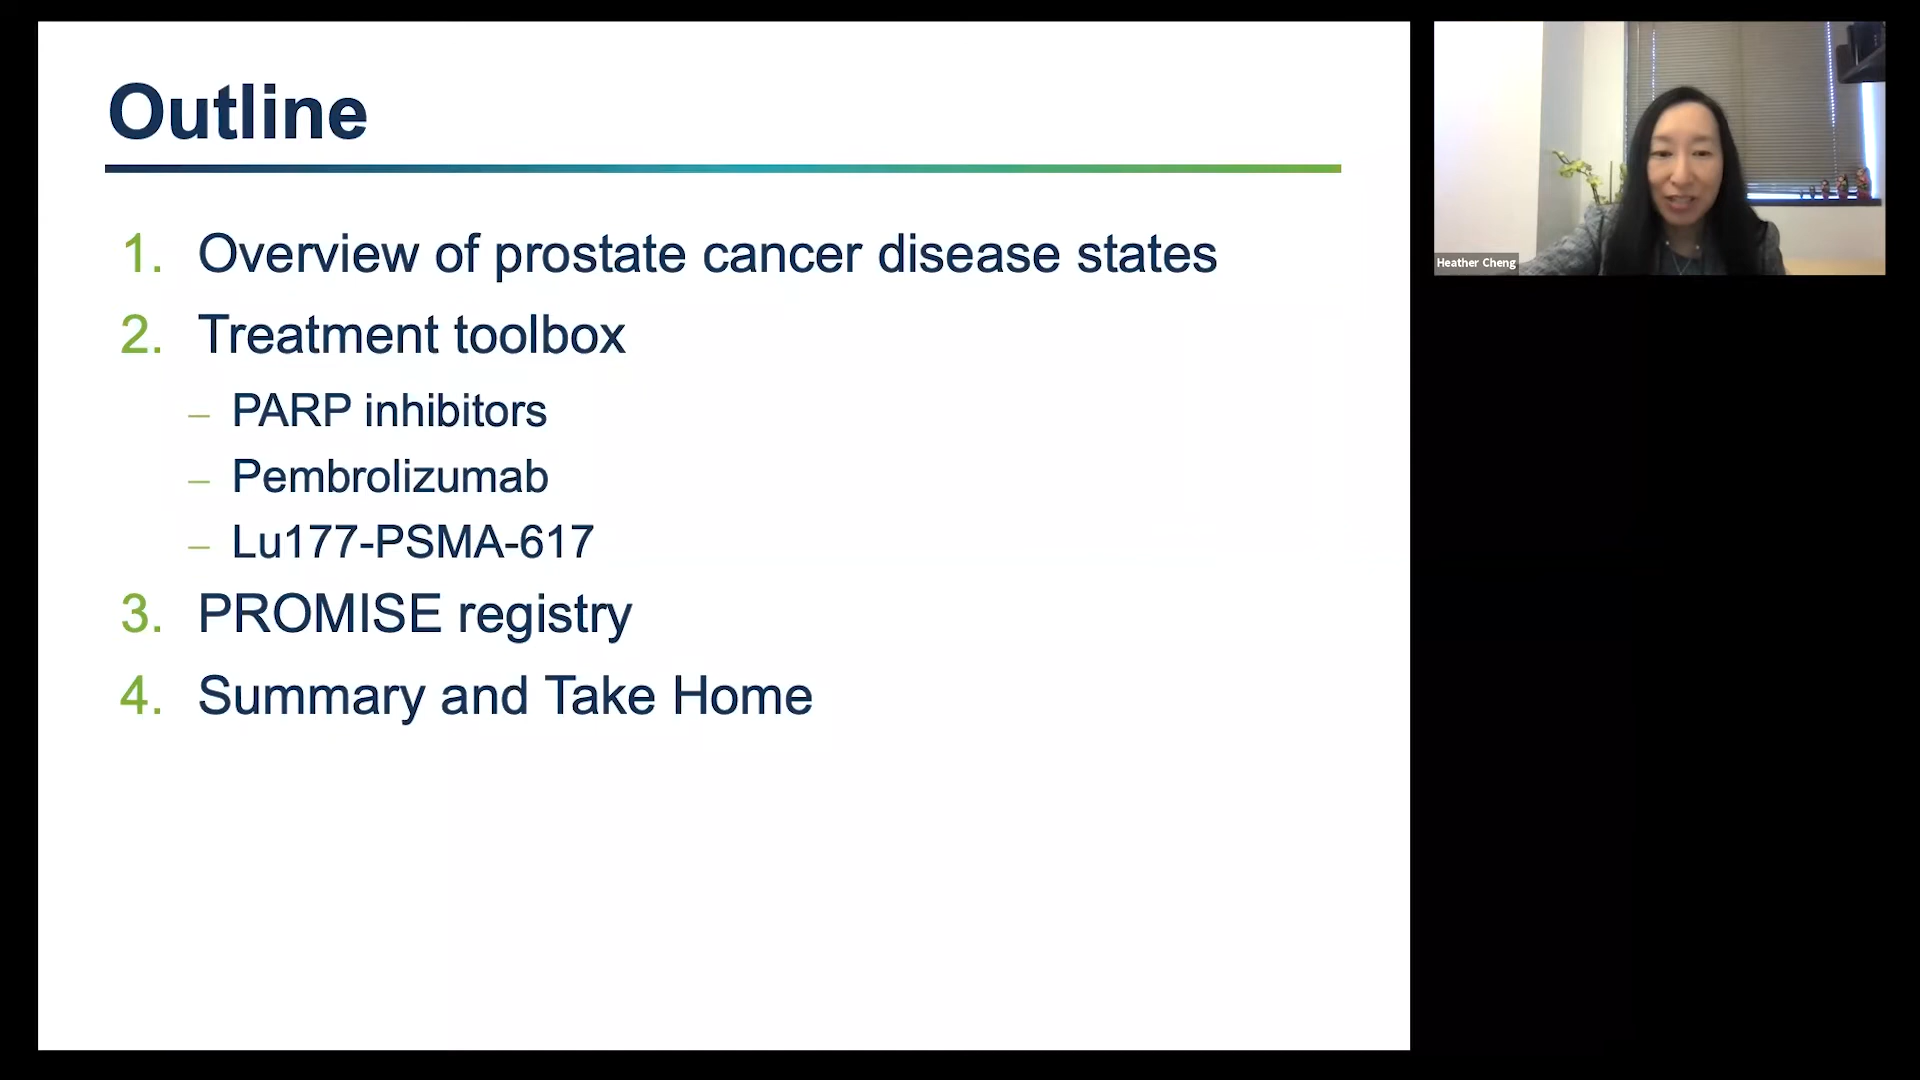 Outline
1. Overview of prostate cancer disease states
2. Treatment toolbox
– PARP inhibitors
– Pembrolizumab
– Lu177-PSMA-617
3. PROMISE registry
4. Summary and Take Home
Heather Cheng